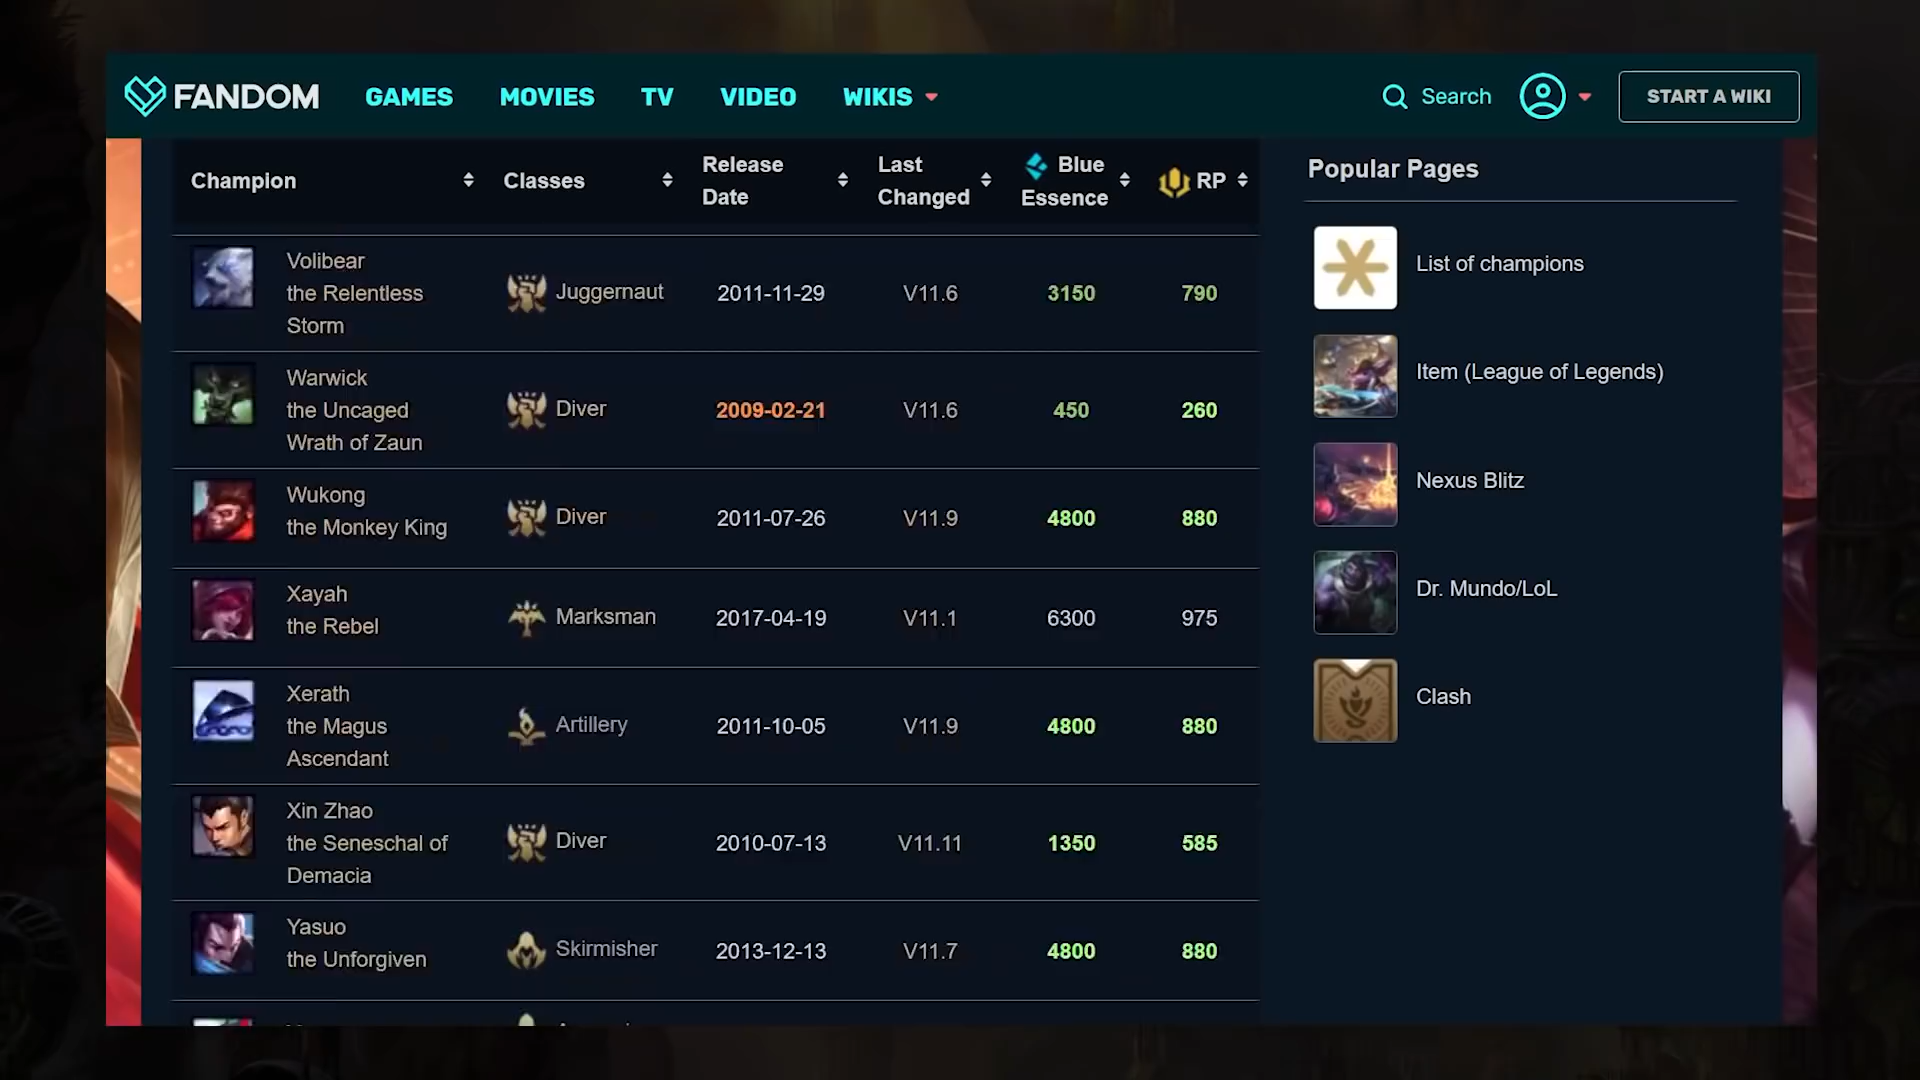 FANDOM GAMES MOVIES TV VIDEO WIKIS Search START A WIKI
Champion Classes Release Date Last Changed Blue Essence RP
Volibear
the Relentless
Storm
Juggernaut 2011-11-29 V11.6 3150 790
Warwick
the Uncaged
Wrath of Zaun
Diver 2009-02-21 V11.6 450 260
Wukong
the Monkey King
Diver 2011-07-26 V11.9 4800 880
Xayah
the Rebel
Marksman 2017-04-19 V11.1 6300 975
Xerath
the Magus
Ascendant
Artillery 2011-10-05 V11.9 4800 880
Xin Zhao
the Seneschal of
Demacia
Diver 2010-07-13 V11.11 1350 585
Yasuo
the Unforgiven
Skirmisher 2013-12-13 V11.7 4800 880
Popular Pages
List of champions
Item (League of Legends)
Nexus Blitz
Dr. Mundo/LoL
Clash